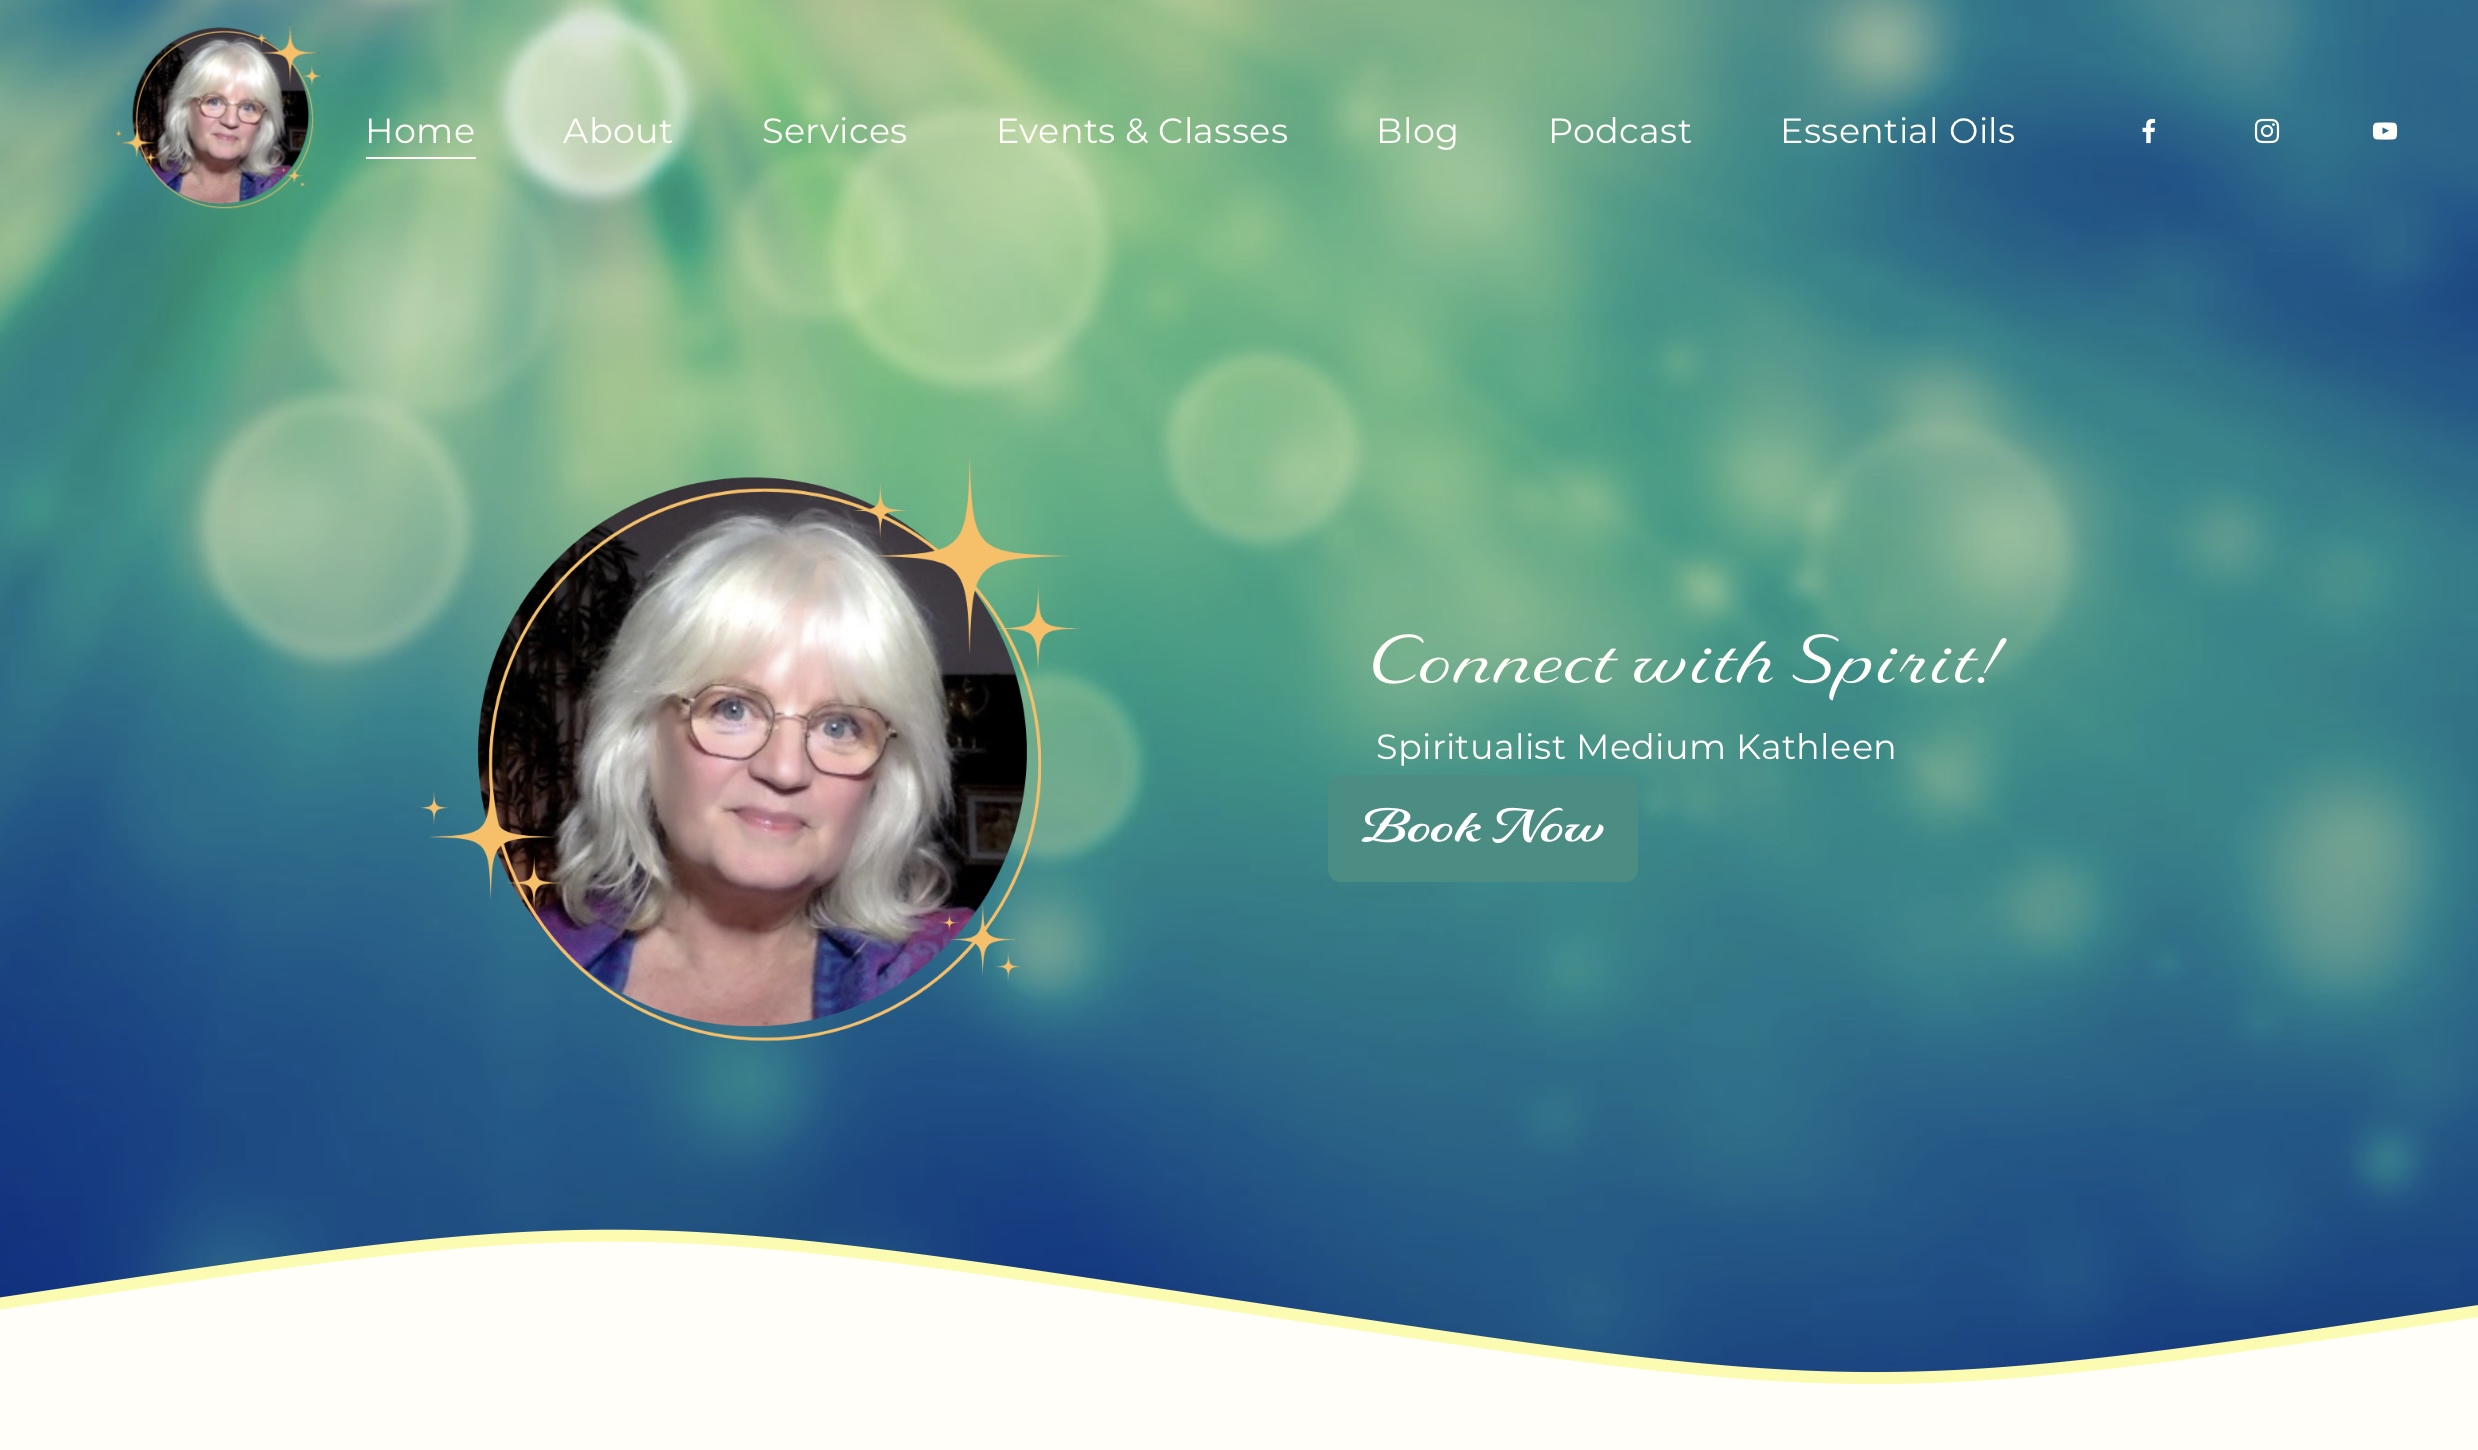 Home About Services Events & Classes Blog Podcast Essential Oils
Connect with Spirit!
Spiritualist Medium Kathleen
Book Now